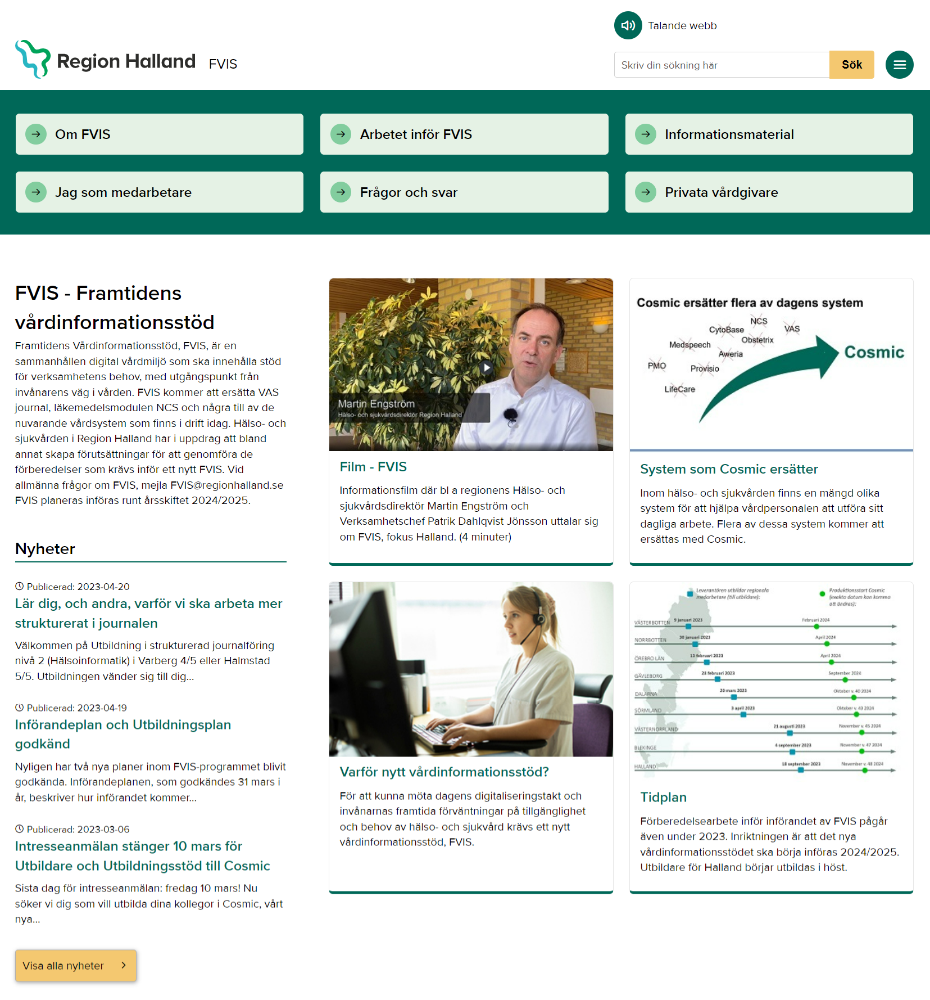 Talande webb
Region Halland FVIS
Skriv din sökning här
Sök
Om FVIS
Arbetet inför FVIS
Informationsmaterial
Jag som medarbetare
Frågor och svar
Privata vårdgivare
FVIS - Framtidens
vårdinformationsstöd
Framtidens Vårdinformationsstöd, FVIS, är en
sammanhållen digital vårdmiljö som ska innehålla stöd
för verksamhetens behov, med utgångspunkt från
invånarens väg i vården. FVIS kommer att ersätta VAS
journal, läkemedelsmodulen NCS och några till av de
nuvarande vårdsystem som finns i drift idag. Hälso- och
sjukvården i Region Halland har i uppdrag att bland
annat skapa förutsättningar för att genomföra de
förberedelser som krävs inför ett nytt FVIS. Vid
allmänna frågor om FVIS, mejla FVIS@regionhalland.se
FVIS planeras införas runt årsskiftet 2024/2025.
Nyheter
Publicerad: 2023-04-20
Lär dig, och andra, varför vi ska arbeta mer
strukturerat i journalen
Välkommen på Utbildning i strukturerad journalföring
nivå 2 (Hälsoinformatik) i Varberg 4/5 eller Halmstad
5/5. Utbildningen vänder sig till dig...
Publicerad: 2023-04-19
Införandeplan och Utbildningsplan
godkänd
Nyligen har två nya planer inom FVIS-programmet blivit
godkända. Införandeplanen, som godkändes 31 mars i
år, beskriver hur införandet kommer...
Publicerad: 2023-03-06
Intresseanmälan stänger 10 mars för
Utbildare och Utbildningsstöd till Cosmic
Sista dag för intresseanmälan: fredag 10 mars! Nu
söker vi dig som vill utbilda dina kollegor i Cosmic, vårt
nya...
Visa alla nyheter
Martin Engström
Hälso- och sjukvårdsdirektör Region Halland
Film - FVIS
Informationsfilm där bl a regionens Hälso- och
sjukvårdsdirektör Martin Engström och
Verksamhetschef Patrik Dahlqvist Jönsson uttalar sig
om FVIS, fokus Halland. (4 minuter)
Cosmic ersätter flera av dagens system
NCS
CytoBase
VAS
Medspeech
Obstetrix
Aweria
PMO
Provisio
LifeCare
Cosmic
System som Cosmic ersätter
Inom hälso- och sjukvården finns en mängd olika
system för att hjälpa vårdpersonalen att utföra sitt
dagliga arbete. Flera av dessa system kommer att
ersättas med Cosmic.
Varför nytt vårdinformationsstöd?
För att kunna möta dagens digitaliseringstakt och
invånarnas framtida förväntningar på tillgänglighet
och behov av hälso- och sjukvård krävs ett nytt
vårdinformationsstöd, FVIS.
Leverantören utbildar regionala
medarbetare (till utbildare):
Produktionsstart Cosmic
(exakta datum kan komma
att ändras):
VÄSTERBOTTEN 9 januari 2023 Februari 2024
NORRBOTTEN 30 januari 2023 April 2024
ÖREBRO LÄN 13 februari 2023 April 2024
GÄVLEBORG 28 februari 2023 September 2024
DALARNA 20 mars 2023 Oktober v. 40 2024
SÖRMLAND 3 april 2023 Oktober v. 43 2024
VÄSTERNORRLAND 21 augusti 2023 November v. 45 2024
BLEKINGE 4 september 2023 November v. 47 2024
HALLAND 18 september 2023 November v. 48 2024
Tidplan
Förberedelsearbete inför införandet av FVIS pågår
även under 2023. Inriktningen är att det nya
vårdinformationsstödet ska börja införas 2024/2025.
Utbildare för Halland börjar utbildas i höst.